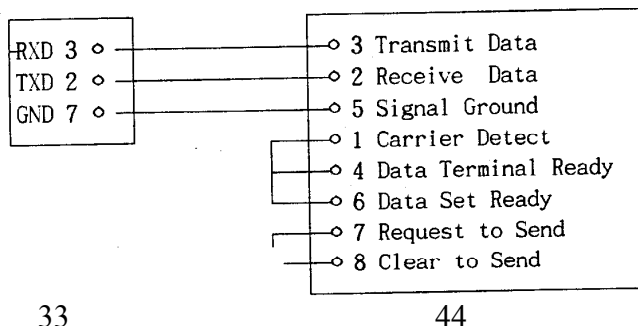 RXD 3
TXD 2
GND 7
3 Transmit Data
2 Receive Data
5 Signal Ground
1 Carrier Detect
4 Data Terminal Ready
6 Data Set Ready
7 Request to Send
8 Clear to Send
33
44